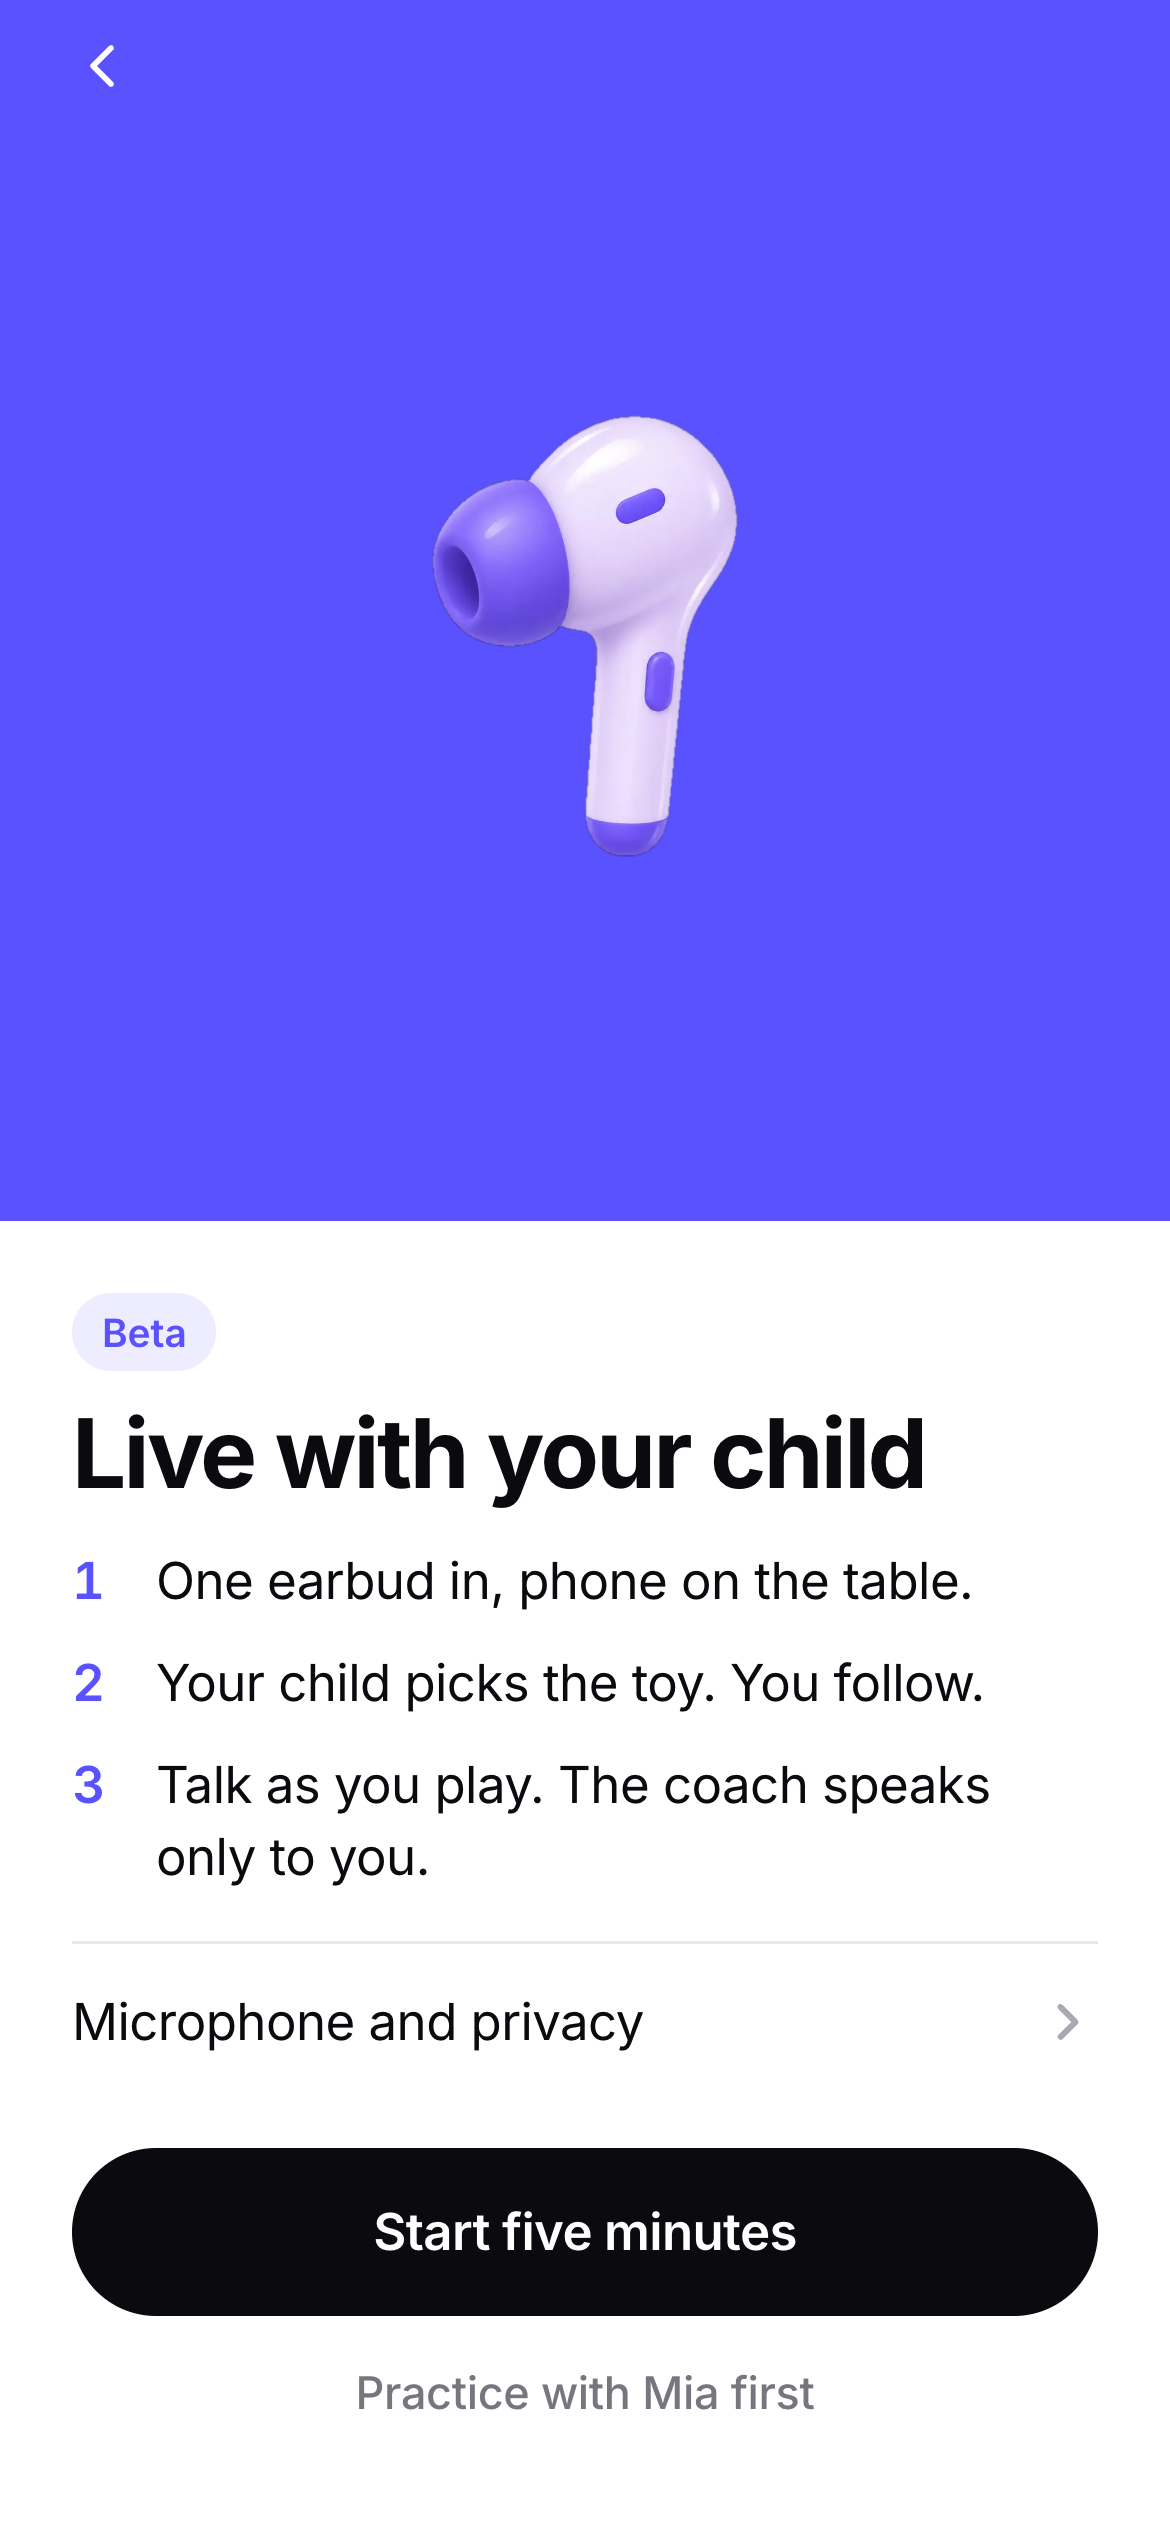 Beta
Live with your child
1 One earbud in, phone on the table.
2 Your child picks the toy. You follow.
3 Talk as you play. The coach speaks
only to you.
Microphone and privacy
Start five minutes
Practice with Mia first